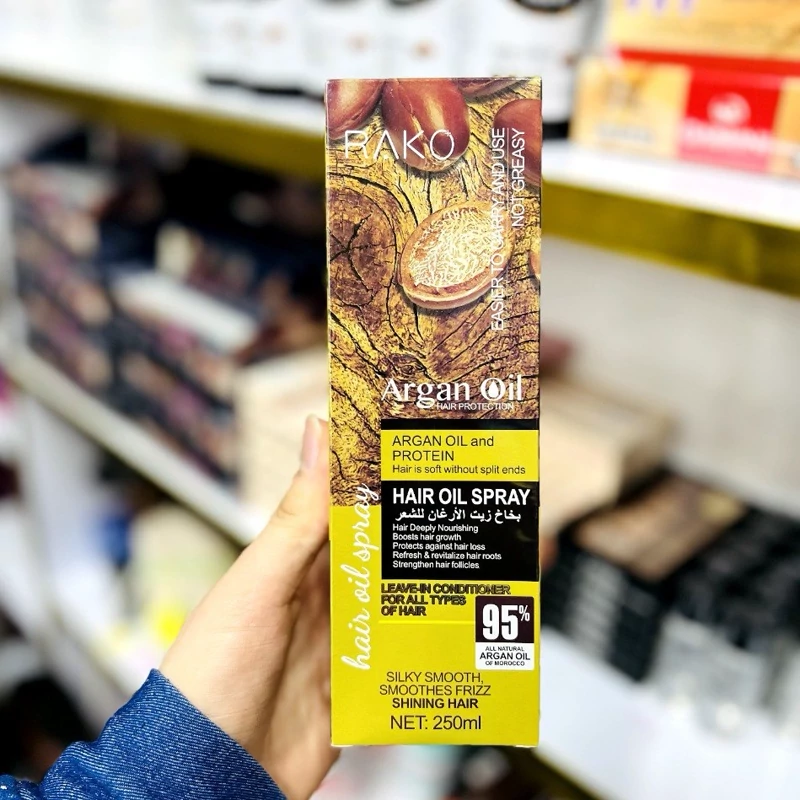 RAKO
EASIER TO CARRY AND USE
NOT GREASY
Argan Oil
HAIR PROTECTION
ARGAN OIL and
PROTEIN
Hair is soft without split ends
HAIR OIL SPRAY
بخاخ زيت الأرغان للشعر
Hair Deeply Nourishing
Boosts hair growth
Protects against hair loss
Refresh & revitalize hair roots
Strengthen hair follicles
hair oil spray
LEAVE-IN CONDITIONER
FOR ALL TYPES
OF HAIR
95%
ALL NATURAL
ARGAN OIL
OF MOROCCO
SILKY SMOOTH,
SMOOTHES FRIZZ
SHINING HAIR
NET: 250ml